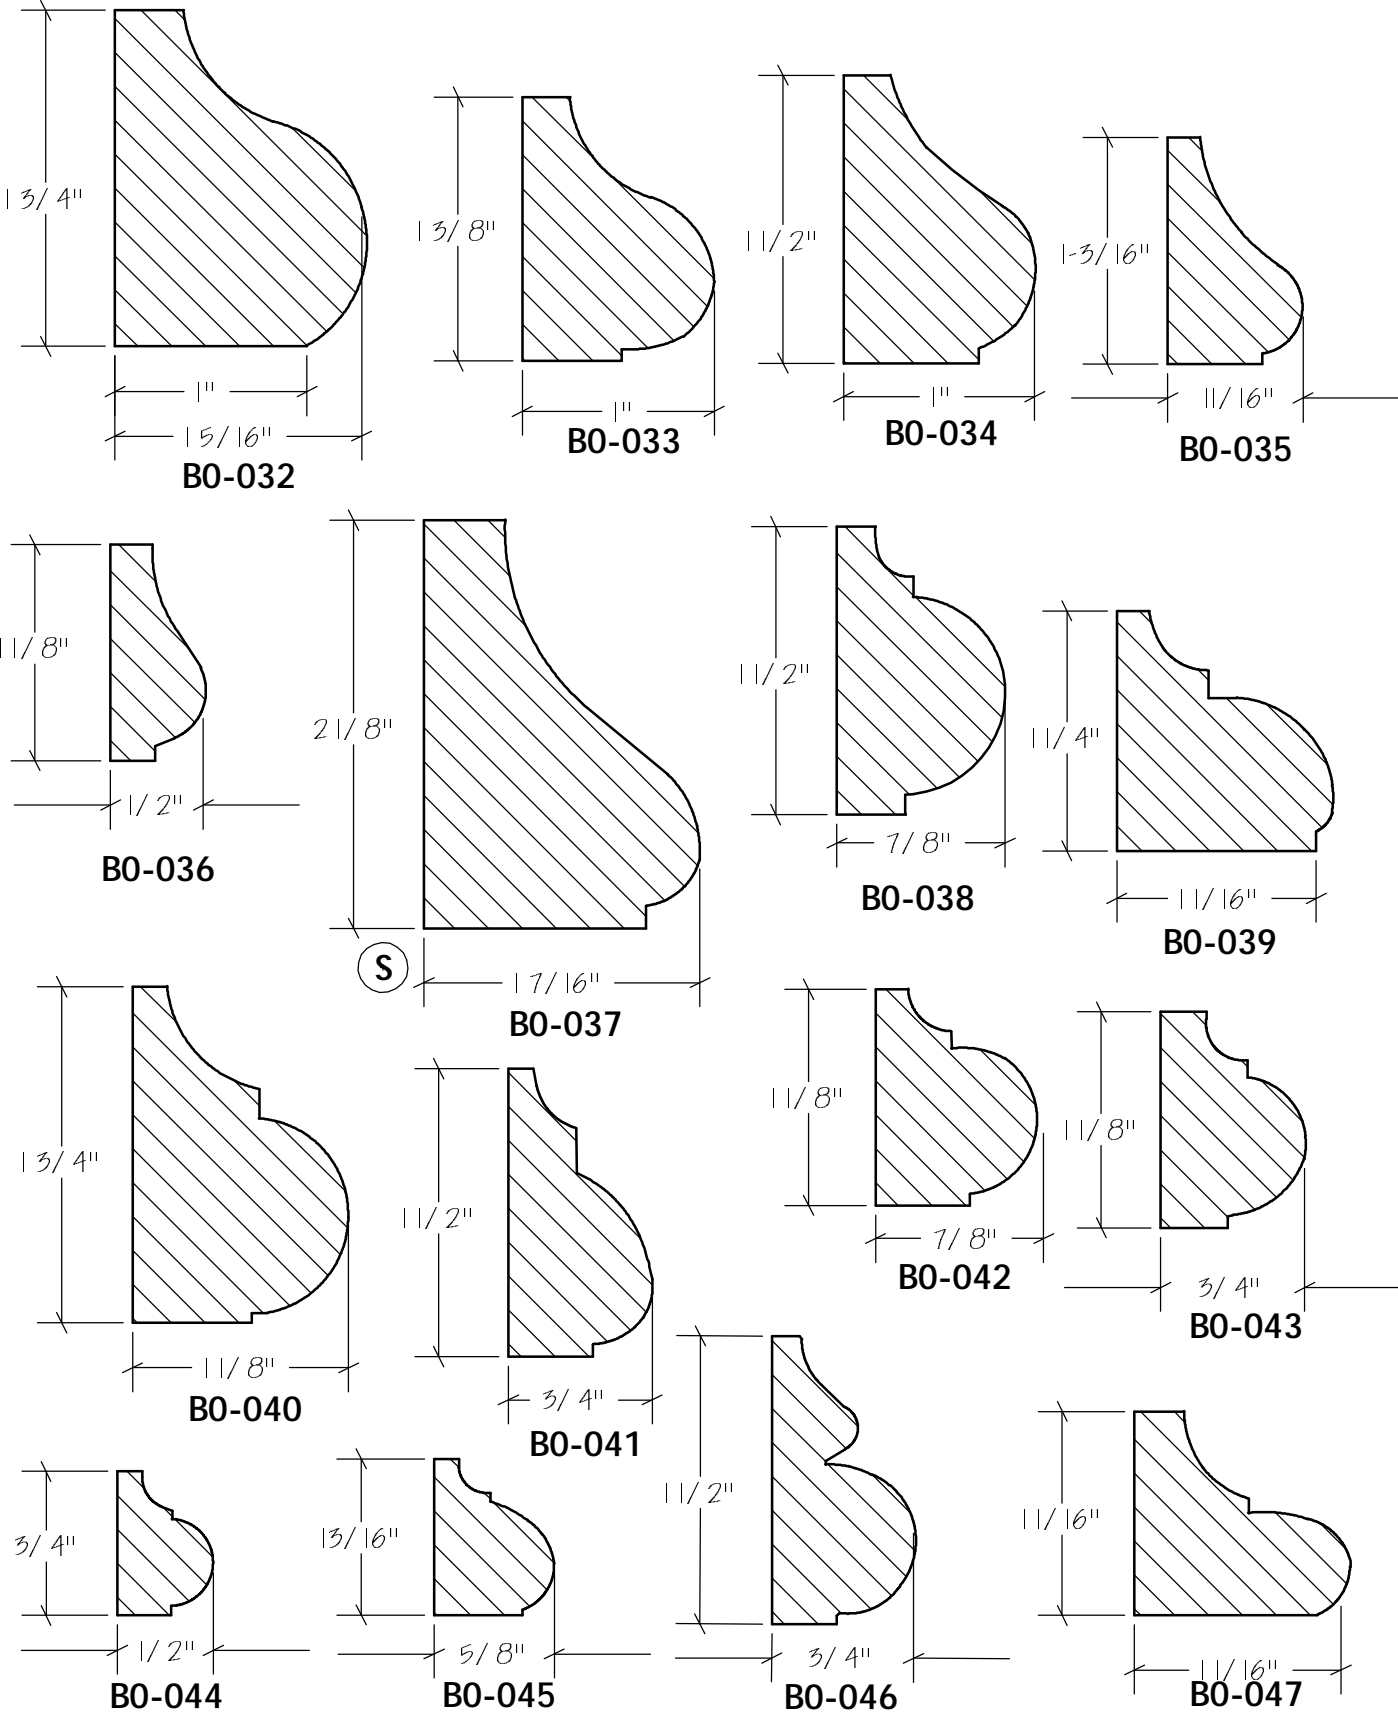 1 3/4"
1"
1 5/16"
B0-032
1 3/8"
1"
B0-033
1 1/2"
1"
B0-034
1-3/16"
11/16"
B0-035
1 1/8"
1/2"
B0-036
2 1/8"
S
1 7/16"
B0-037
1 1/2"
7/8"
B0-038
1 1/4"
1 1/16"
B0-039
1 3/4"
1 1/8"
B0-040
1 1/2"
3/4"
B0-041
1 1/8"
7/8"
B0-042
1 1/8"
3/4"
B0-043
3/4"
1/2"
B0-044
13/16"
5/8"
B0-045
1 1/2"
3/4"
B0-046
1 1/16"
1 1/16"
B0-047